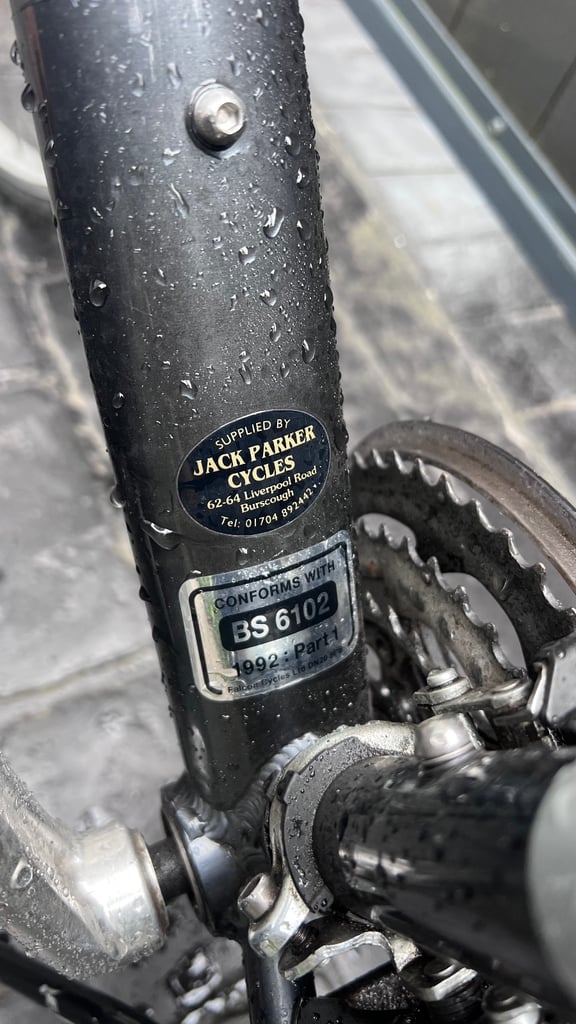 SUPPLIED BY
JACK PARKER
CYCLES
62-64 Liverpool Road
Burscough
Tel: 01704 892442
CONFORMS WITH
BS 6102
1992: Part 1
Falcon Cycles Ltd